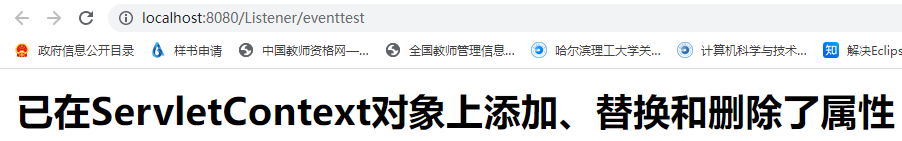 localhost:8080/Listener/eventtest
政府信息公开目录 样书申请 中国教师资格网—... 全国教师管理信息... 哈尔滨理工大学关... 计算机科学与技术... 知 解决Eclips
已在ServletContext对象上添加、替换和删除了属性